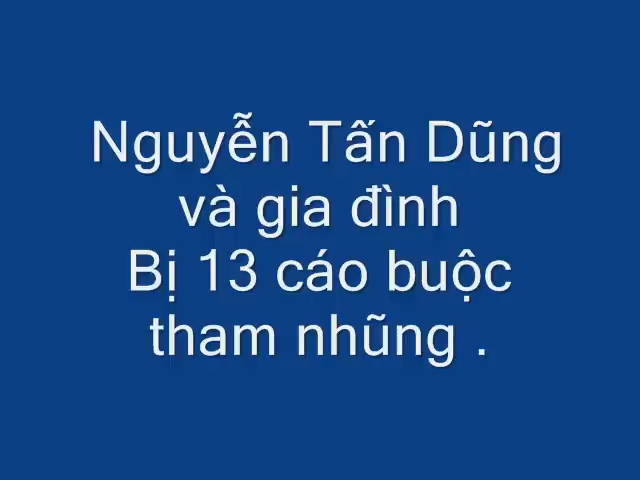 Nguyễn Tấn Dũng
và gia đình
Bị 13 cáo buộc
tham nhũng .